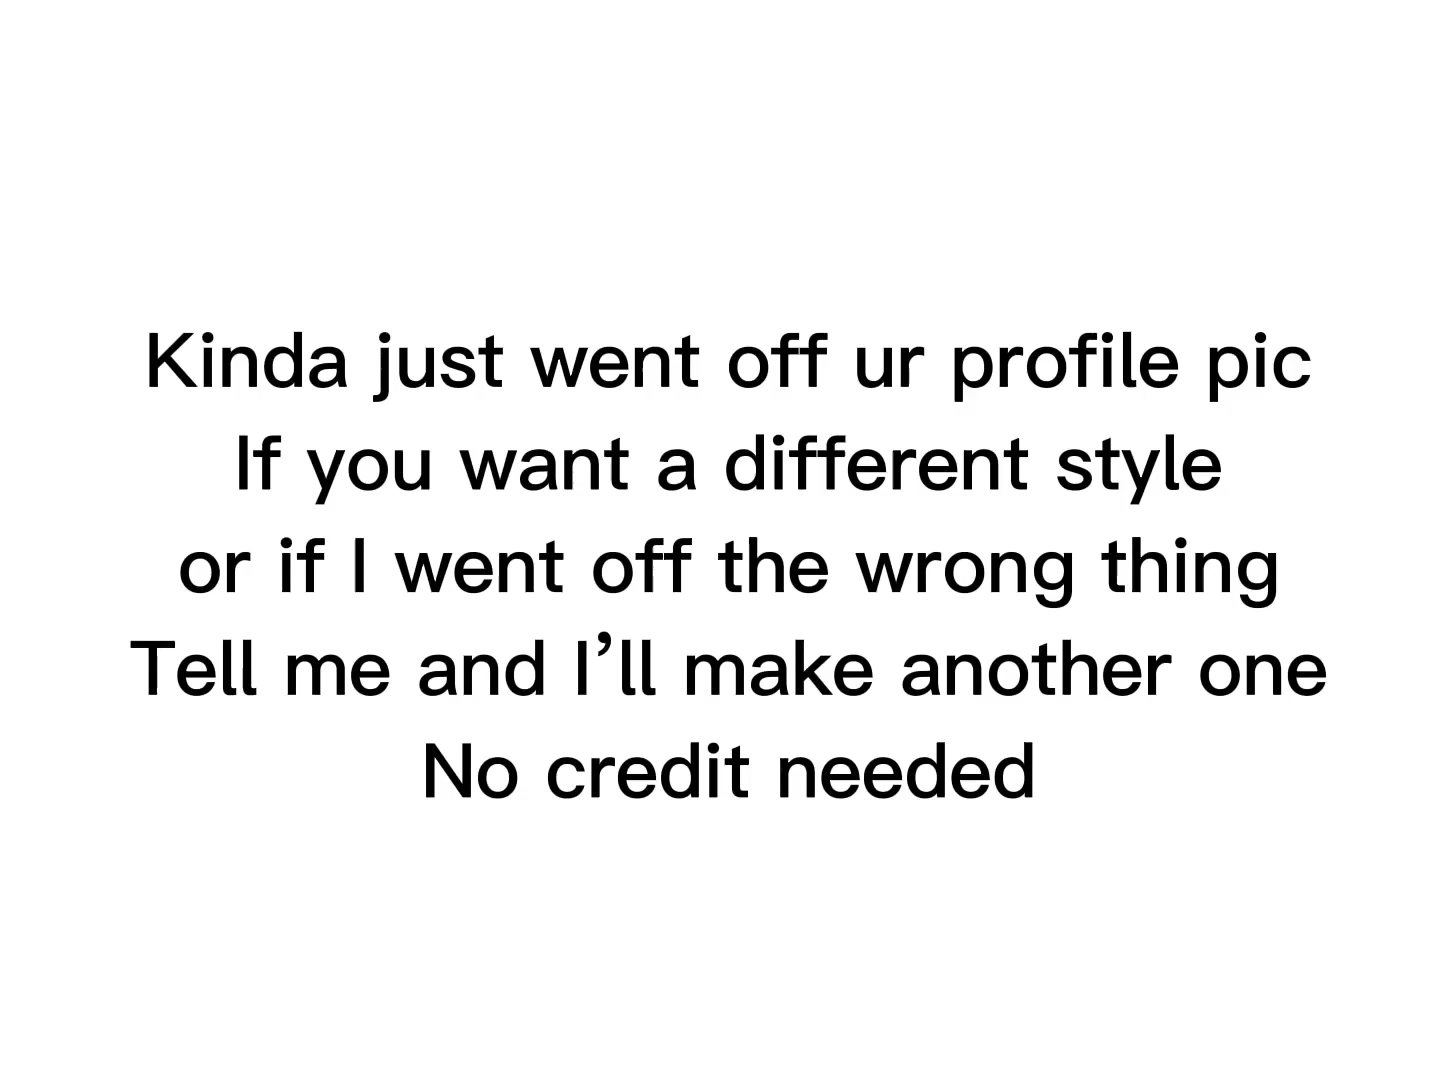 Kinda just went off ur profile pic
If you want a different style
or if I went off the wrong thing
Tell me and I’ll make another one
No credit needed